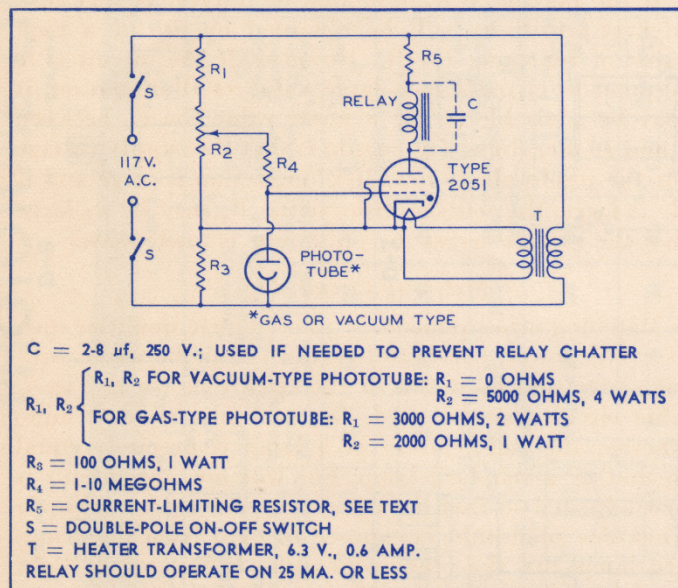 S
117 V.
A.C.
S
R1
R2
R3
R4
R5
RELAY
C
TYPE
2051
T
PHOTO-
TUBE*
*GAS OR VACUUM TYPE
C = 2-8 µf, 250 V.; USED IF NEEDED TO PREVENT RELAY CHATTER
R1, R2 { R1, R2 FOR VACUUM-TYPE PHOTOTUBE: R1 = 0 OHMS
R2 = 5000 OHMS, 4 WATTS
FOR GAS-TYPE PHOTOTUBE: R1 = 3000 OHMS, 2 WATTS
R2 = 2000 OHMS, 1 WATT
R3 = 100 OHMS, 1 WATT
R4 = 1-10 MEGOHMS
R5 = CURRENT-LIMITING RESISTOR, SEE TEXT
S = DOUBLE-POLE ON-OFF SWITCH
T = HEATER TRANSFORMER, 6.3 V., 0.6 AMP.
RELAY SHOULD OPERATE ON 25 MA. OR LESS